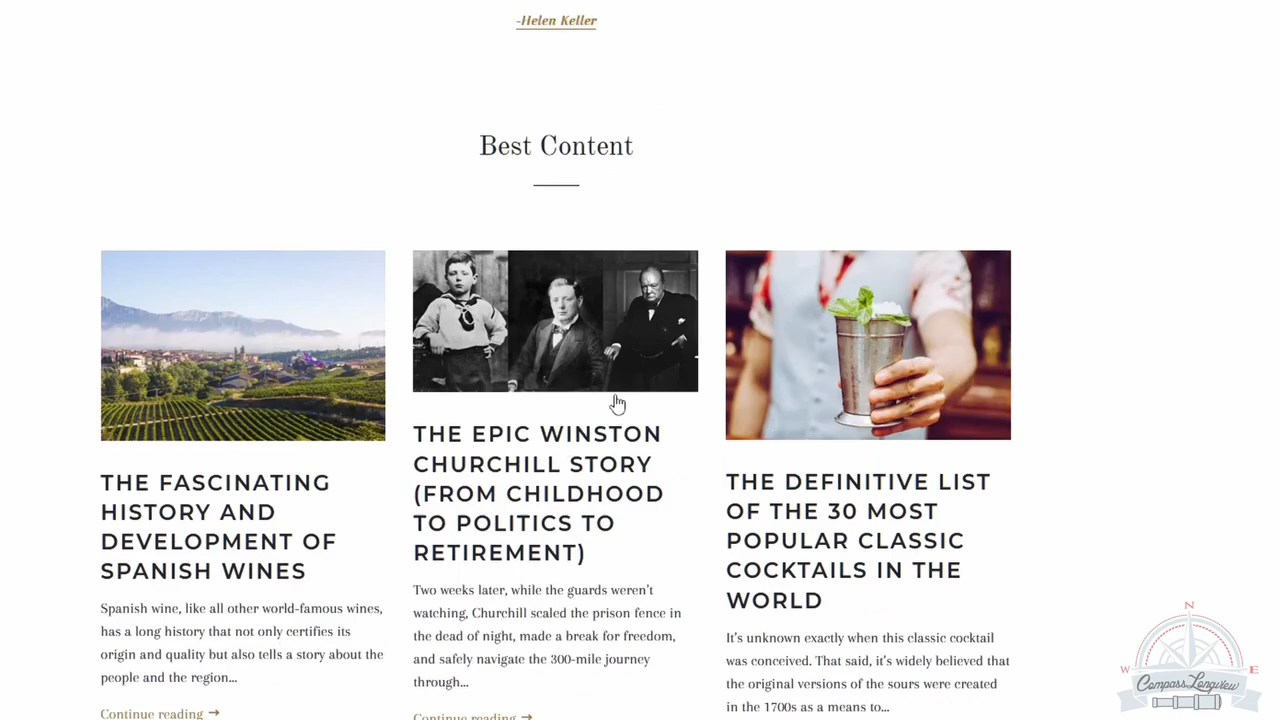 -Helen Keller
Best Content
THE FASCINATING
HISTORY AND
DEVELOPMENT OF
SPANISH WINES
Spanish wine, like all other world-famous wines,
has a long history that not only certifies its
origin and quality but also tells a story about the
people and the region...
Continue reading →
THE EPIC WINSTON
CHURCHILL STORY
(FROM CHILDHOOD
TO POLITICS TO
RETIREMENT)
Two weeks later, while the guards weren't
watching, Churchill scaled the prison fence in
the dead of night, made a break for freedom,
and safely navigate the 300-mile journey
through...
Continue reading →
THE DEFINITIVE LIST
OF THE 30 MOST
POPULAR CLASSIC
COCKTAILS IN THE
WORLD
It's unknown exactly when this classic cocktail
was conceived. That said, it's widely believed that
the original versions of the sours were created
in the 1700s as a means to...
N
W
E
Compass Longview